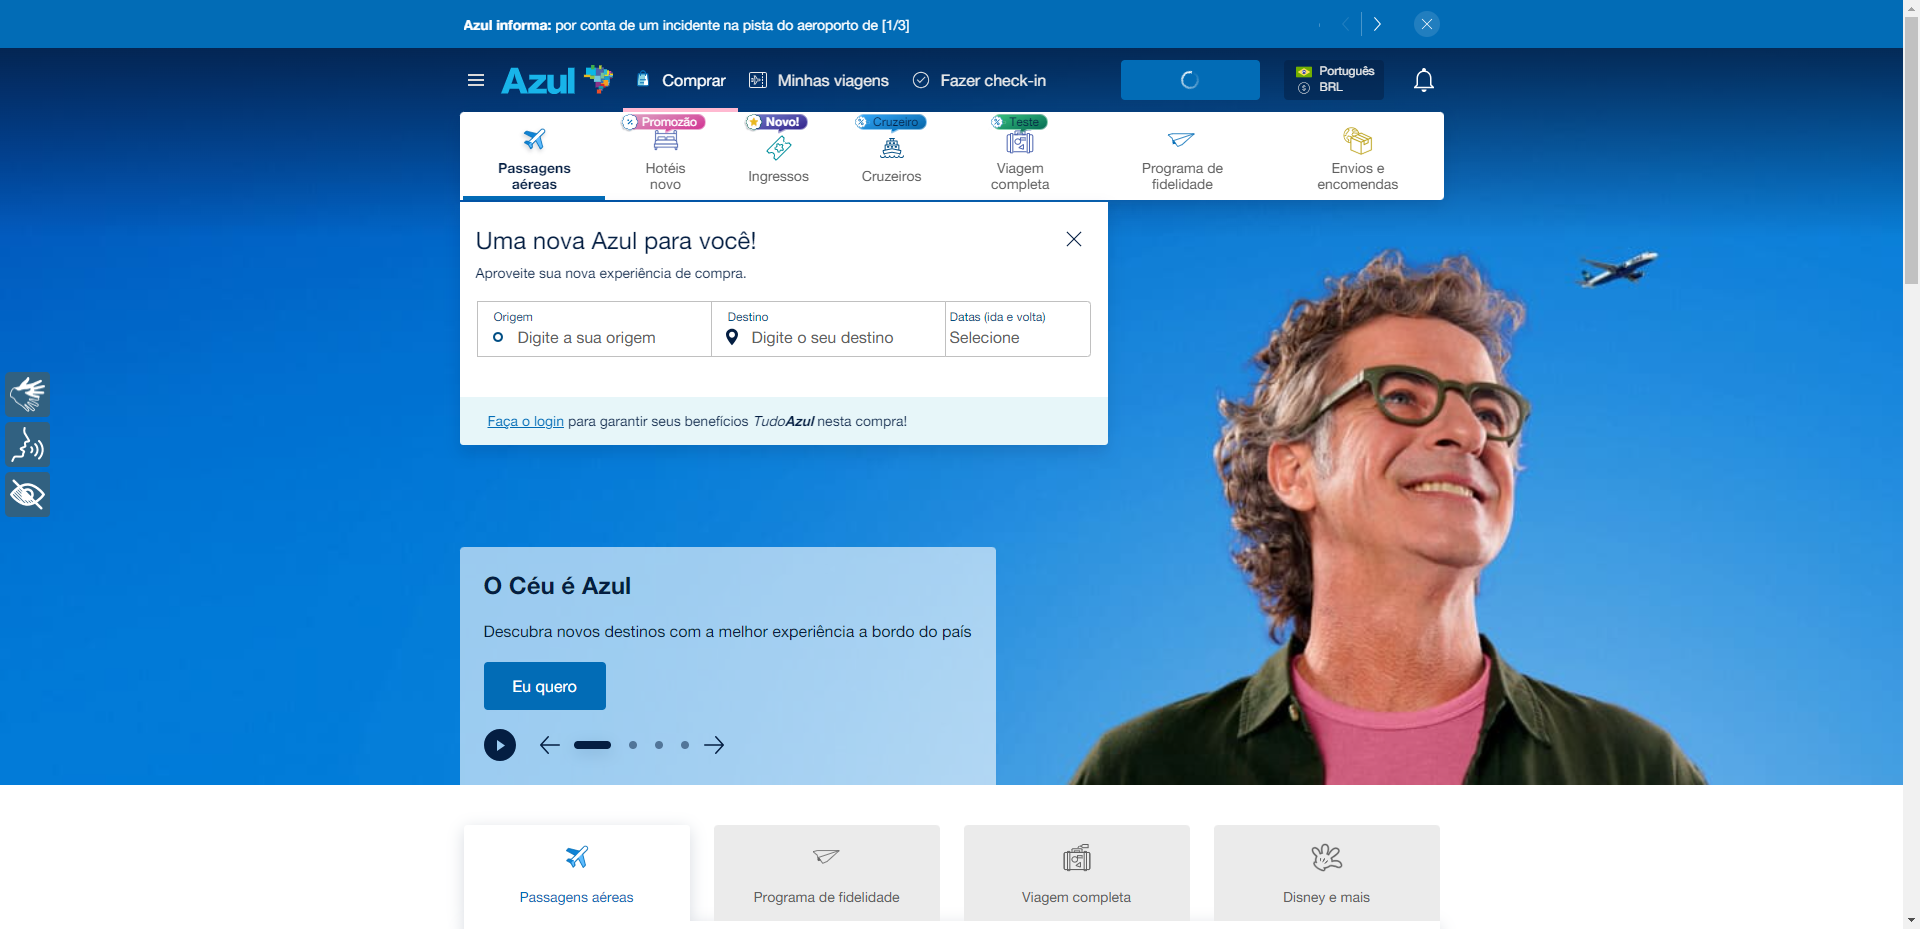 Azul informa: por conta de um incidente na pista do aeroporto de [1/3]
Azul
Comprar
Minhas viagens
Fazer check-in
Português
BRL
Promozão
Novo!
Cruzeiro
Teste
Passagens
aéreas
Hotéis
novo
Ingressos
Cruzeiros
Viagem
completa
Programa de
fidelidade
Envios e
encomendas
Uma nova Azul para você!
Aproveite sua nova experiência de compra.
Origem
Digite a sua origem
Destino
Digite o seu destino
Datas (ida e volta)
Selecione
Faça o login para garantir seus benefícios TudoAzul nesta compra!
O Céu é Azul
Descubra novos destinos com a melhor experiência a bordo do país
Eu quero
Passagens aéreas
Programa de fidelidade
Viagem completa
Disney e mais